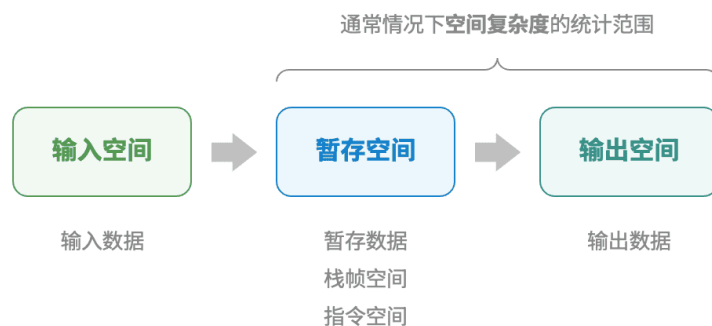 通常情况下空间复杂度的统计范围
输入空间
暂存空间
输出空间
输入数据
暂存数据
输出数据
栈帧空间
指令空间